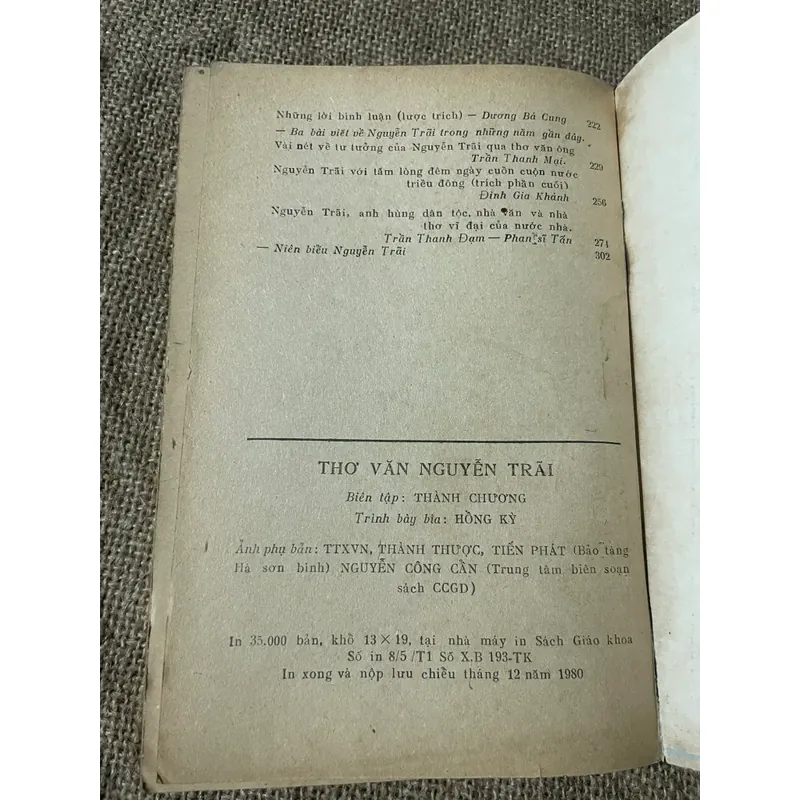 Những lời bình luận (lược trích) — Dương Bá Cung 222
— Ba bài viết về Nguyễn Trãi trong những năm gần đây.
Vài nét về tư tưởng của Nguyễn Trãi qua thơ văn ông
Trần Thanh Mại. 229
Nguyễn Trãi với tấm lòng đêm ngày cuồn cuộn nước
triều đông (trích phần cuối).
Đinh Gia Khánh 256
Nguyễn Trãi, anh hùng dân tộc, nhà văn và nhà
thơ vĩ đại của nước nhà.
Trần Thanh Đạm — Phan sĩ Tấn 271
— Niên biểu Nguyễn Trãi 302
THƠ VĂN NGUYỄN TRÃI
Biên tập : THÀNH CHƯƠNG
Trình bày bìa : HỒNG KỲ
Ảnh phụ bản : TTXVN, THÀNH THƯỢC, TIẾN PHÁT (Bảo tàng
Hà sơn bình) NGUYỄN CÔNG CẦN (Trung tâm biên soạn
sách CCGD)
In 35.000 bản, khổ 13 × 19, tại nhà máy in Sách Giáo khoa
Số in 8/5 /T1 Số X.B 193-TK
In xong và nộp lưu chiều tháng 12 năm 1980